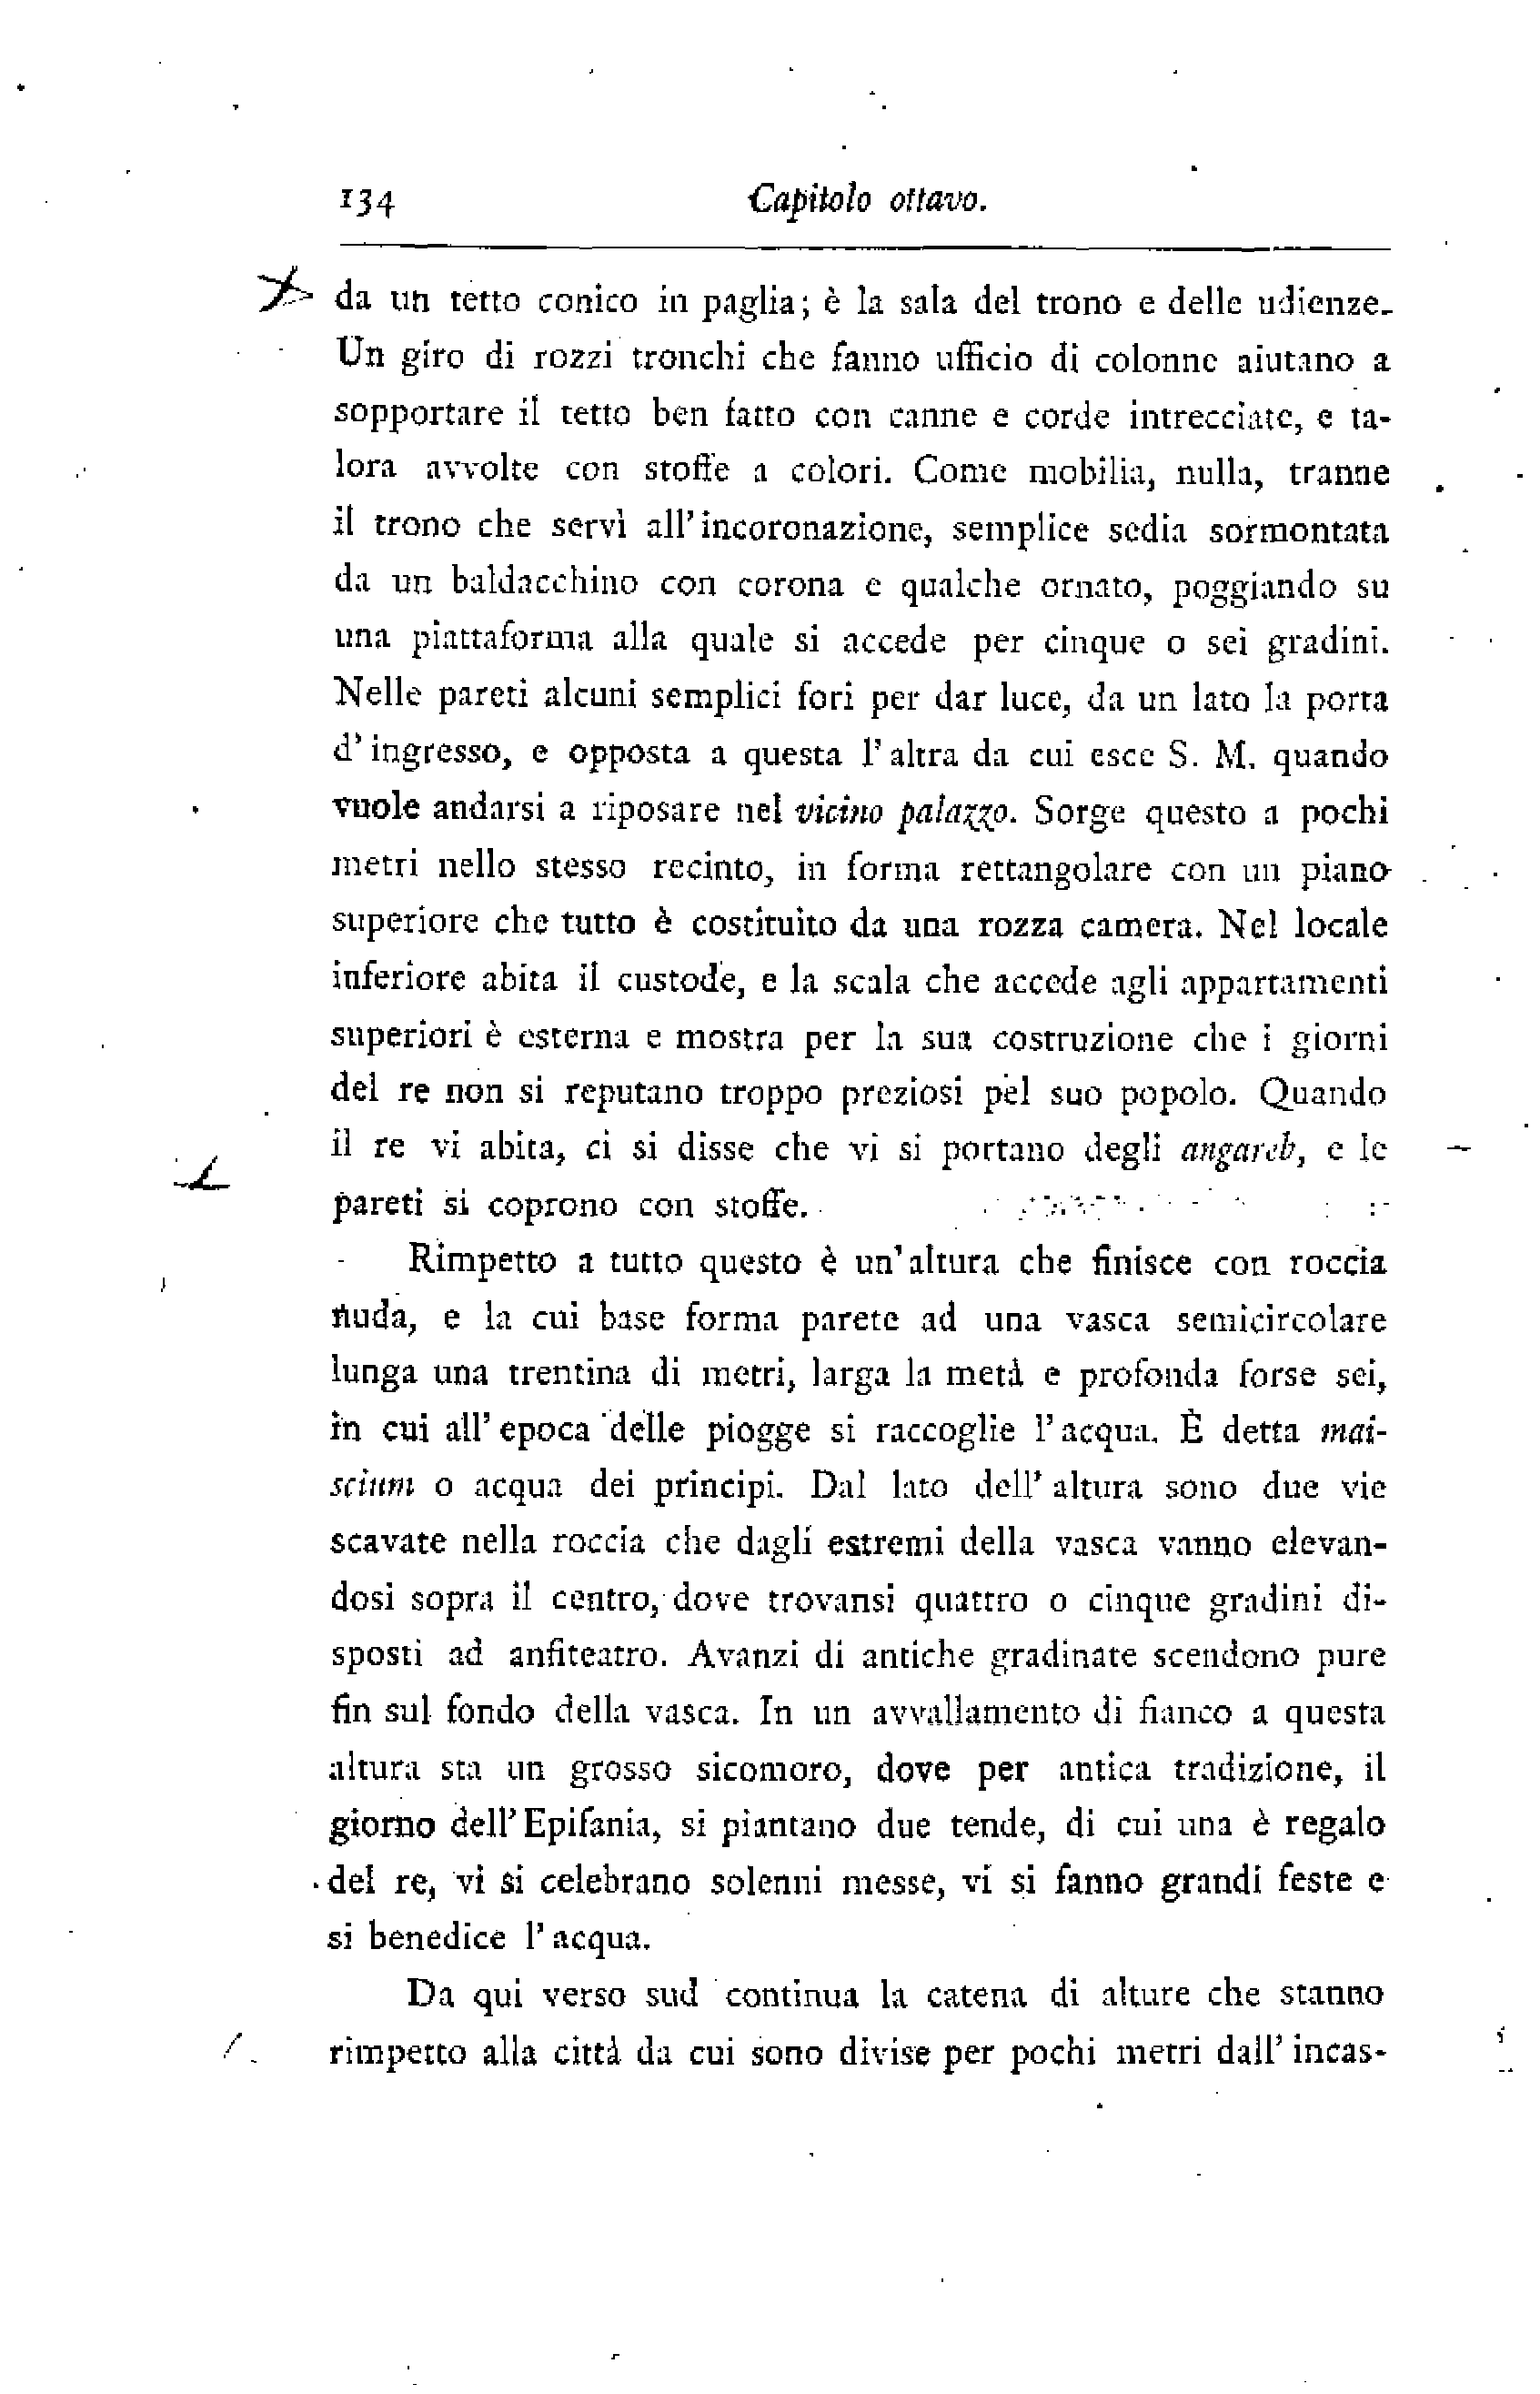 134 Capitolo ottavo.
da un tetto conico in paglia; è la sala del trono e delle udienze.
Un giro di rozzi tronchi che fanno ufficio di colonne aiutano a
sopportare il tetto ben fatto con canne e corde intrecciate, e ta-
lora avvolte con stoffe a colori. Come mobilia, nulla, tranne
il trono che servì all'incoronazione, semplice sedia sormontata
da un baldacchino con corona e qualche ornato, poggiando su
una piattaforma alla quale si accede per cinque o sei gradini.
Nelle pareti alcuni semplici fori per dar luce, da un lato la porta
d'ingresso, e opposta a questa l'altra da cui esce S. M. quando
vuole andarsi a riposare nel vicino palazzo. Sorge questo a pochi
metri nello stesso recinto, in forma rettangolare con un piano
superiore che tutto è costituito da una rozza camera. Nel locale
inferiore abita il custode, e la scala che accede agli appartamenti
superiori è esterna e mostra per la sua costruzione che i giorni
del re non si reputano troppo preziosi pel suo popolo. Quando
il re vi abita, ci si disse che vi si portano degli angareb, e le
pareti si coprono con stoffe.
Rimpetto a tutto questo è un'altura che finisce con roccia
nuda, e la cui base forma parete ad una vasca semicircolare
lunga una trentina di metri, larga la metà e profonda forse sei,
in cui all'epoca delle piogge si raccoglie l'acqua. È detta mai-
scium o acqua dei principi. Dal lato dell'altura sono due vie
scavate nella roccia che dagli estremi della vasca vanno elevan-
dosi sopra il centro, dove trovansi quattro o cinque gradini di-
sposti ad anfiteatro. Avanzi di antiche gradinate scendono pure
fin sul fondo della vasca. In un avvallamento di fianco a questa
altura sta un grosso sicomoro, dove per antica tradizione, il
giorno dell'Epifania, si piantano due tende, di cui una è regalo
del re, vi si celebrano solenni messe, vi si fanno grandi feste e
si benedice l'acqua.
Da qui verso sud continua la catena di alture che stanno
rimpetto alla città da cui sono divise per pochi metri dall'incas-